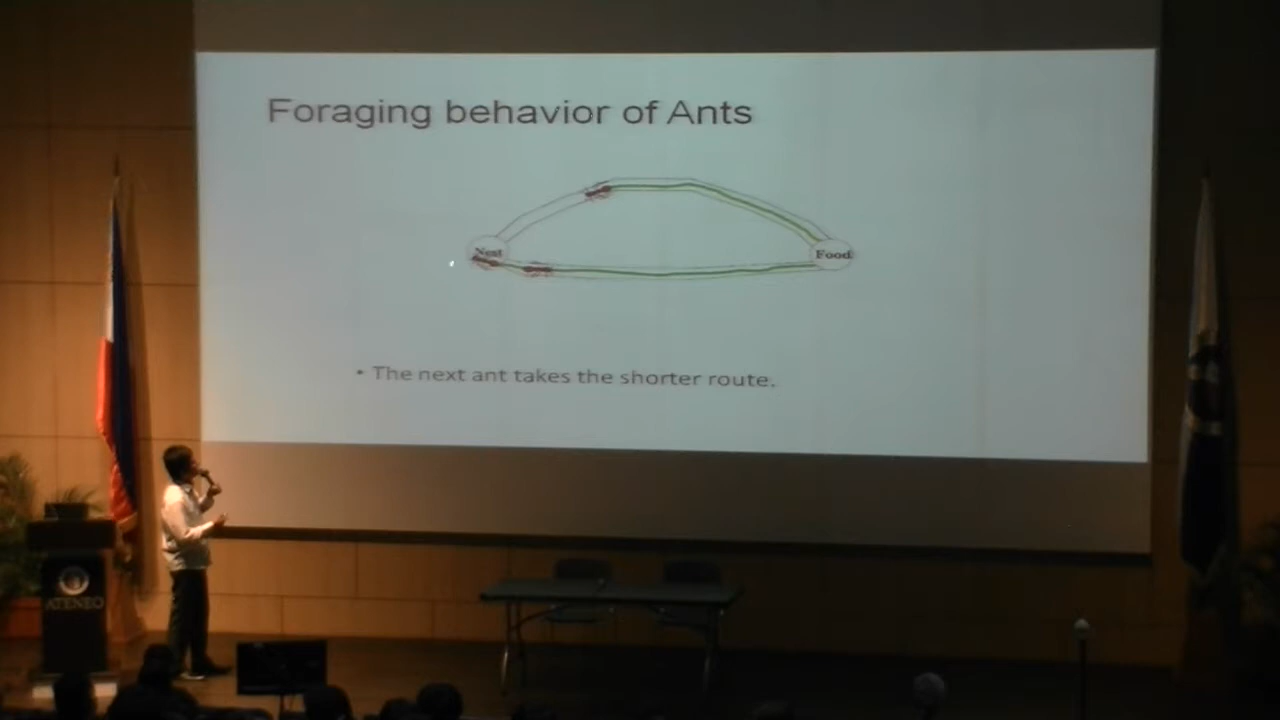 Foraging behavior of Ants
Nest
Food
• The next ant takes the shorter route.
ATENEO